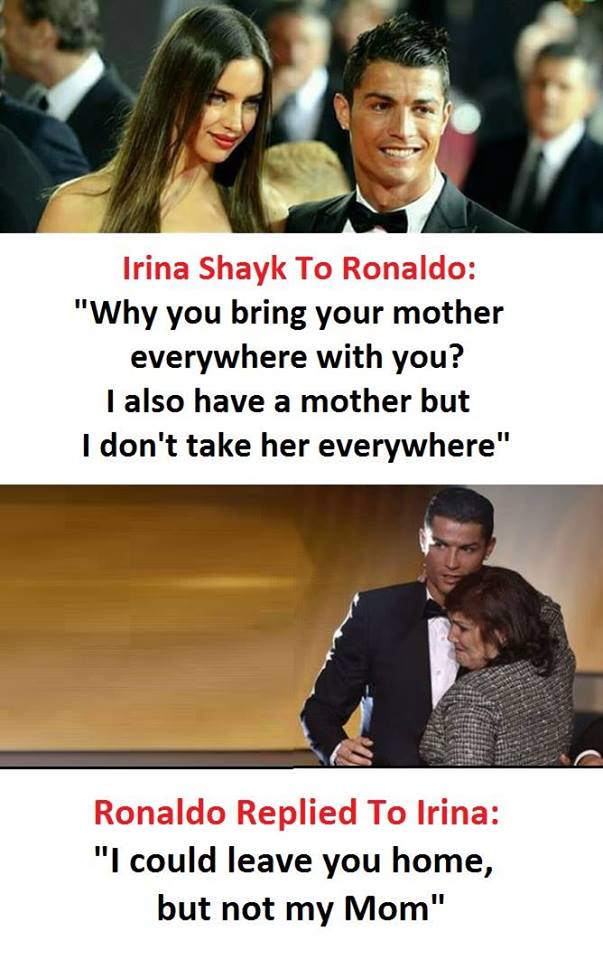 Irina Shayk To Ronaldo:
"Why you bring your mother
everywhere with you?
I also have a mother but
I don't take her everywhere"
Ronaldo Replied To Irina:
"I could leave you home,
but not my Mom"